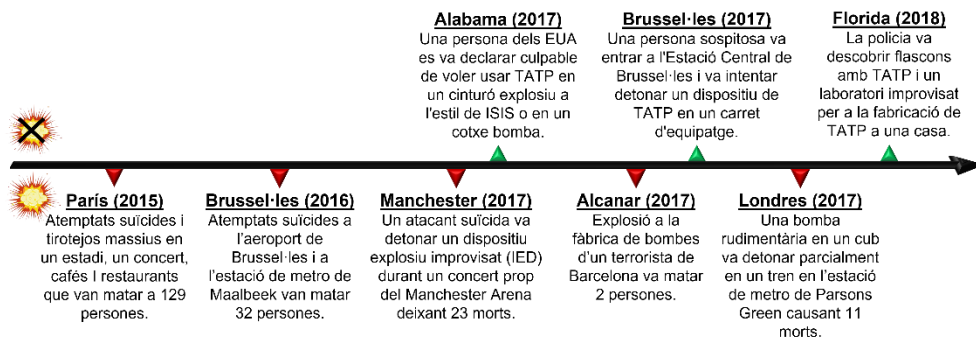 Alabama (2017)
Una persona dels EUA
es va declarar culpable
de voler usar TATP en
un cinturó explosiu a
l'estil de ISIS o en un
cotxe bomba.
Brussel·les (2017)
Una persona sospitosa va
entrar a l'Estació Central de
Brussel·les i va intentar
detonar un dispositiu de
TATP en un carret
d'equipatge.
Florida (2018)
La policia va
descobrir flascons
amb TATP i un
laboratori improvisat
per a la fabricació de
TATP a una casa.
París (2015)
Atemptats suïcides i
tirotejos massius en
un estadi, un concert,
cafés I restaurants
que van matar a 129
persones.
Brussel·les (2016)
Atemptats suïcides a
l’aeroport de
Brussel·les i a
l’estació de metro de
Maalbeek van matar
32 persones.
Manchester (2017)
Un atacant suïcida va
detonar un dispositiu
explosiu improvisat (IED)
durant un concert prop
del Manchester Arena
deixant 23 morts.
Alcanar (2017)
Explosió a la
fàbrica de bombes
d’un terrorista de
Barcelona va matar
2 persones.
Londres (2017)
Una bomba
rudimentària en un cub
va detonar parcialment
en un tren en l’estació
de metro de Parsons
Green causant 11
morts.